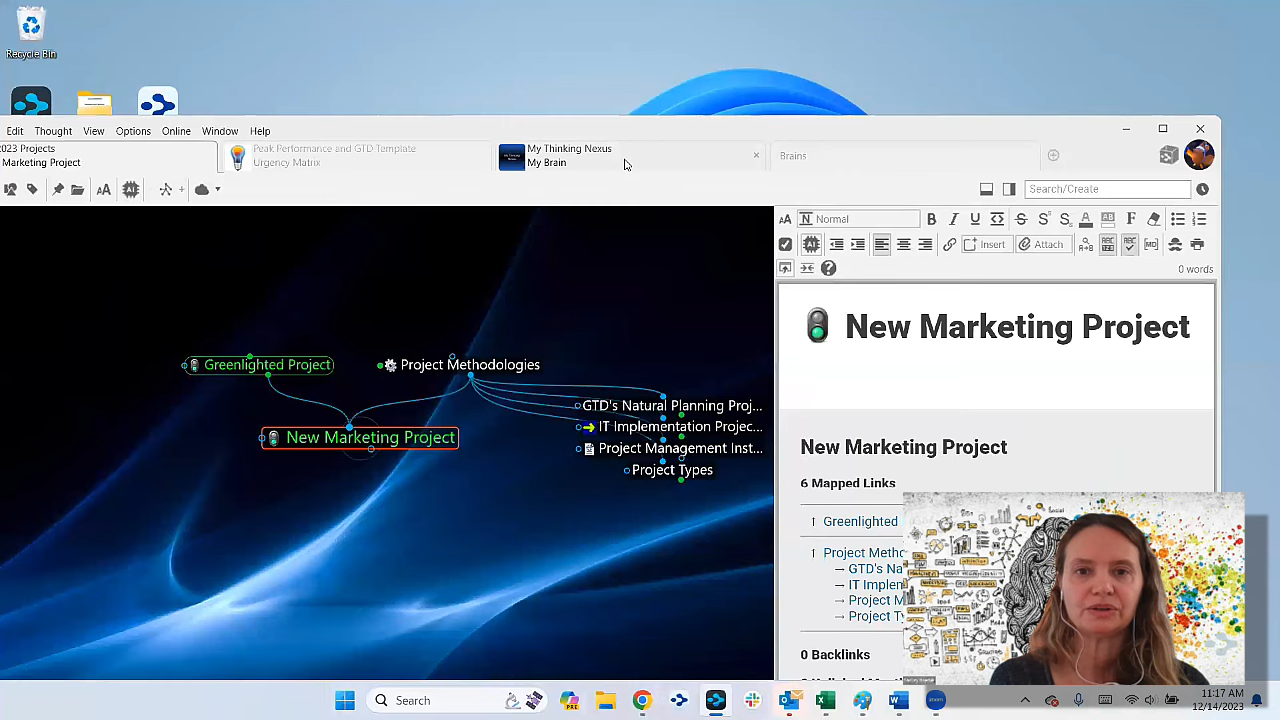 Recycle Bin
Edit Thought View Options Online Window Help
2023 Projects
Marketing Project
Peak Performance and GTD Template
Urgency Matrix
My Thinking Nexus
My Brain
Brains
Search/Create
Normal
Insert
Attach
0 words
New Marketing Project
Greenlighted Project
Project Methodologies
New Marketing Project
GTD's Natural Planning Proj...
IT Implementation Projec...
Project Management Inst...
Project Types
New Marketing Project
6 Mapped Links
Greenlighted
Project Metho
GTD's Na
IT Implen
Project M
Project Ty
0 Backlinks
Search
11:17 AM
12/14/2023